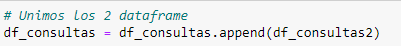 # Unimos los 2 dataframe
df_consultas = df_consultas.append(df_consultas2)